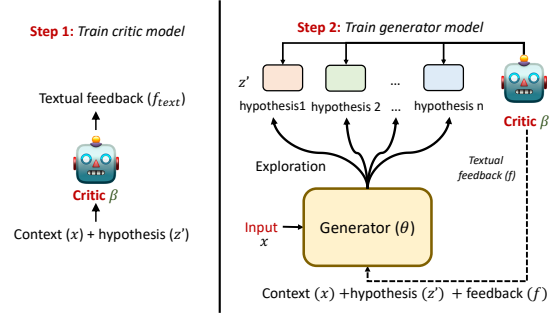 Step 1: Train critic model
Textual feedback (f_text)
Critic β
Context (x) + hypothesis (z')
Step 2: Train generator model
z'
...
hypothesis1 hypothesis 2 ... hypothesis n
Critic β
Exploration
Textual
feedback (f)
Input
x
Generator (θ)
Context (x) +hypothesis (z') + feedback (f)